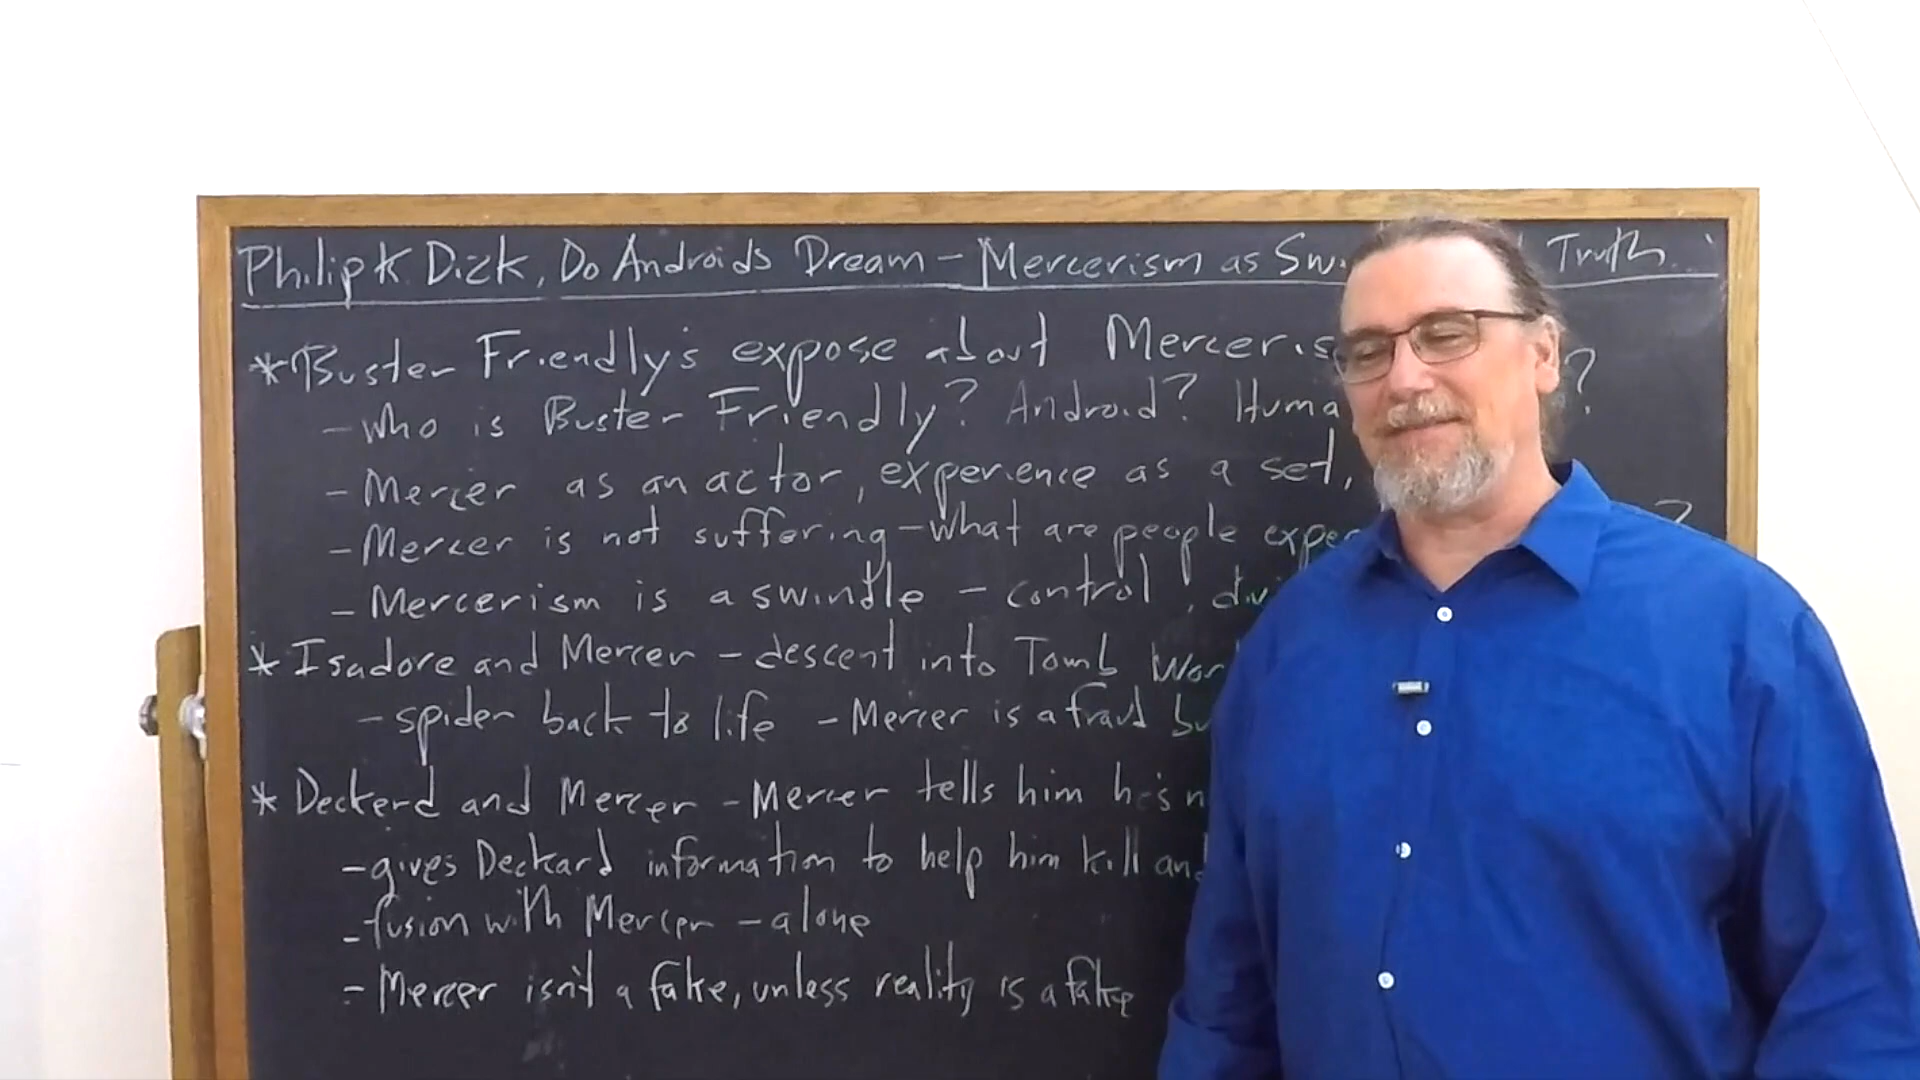 Philip K Dick, Do Androids Dream - Mercerism as Sw Truth
* Buster Friendly's expose about Merceris ?
- Who is Buster Friendly? Android? Huma ?
- Mercer as an actor, experience as a set,
- Mercer is not suffering - what are people exper ?
- Mercerism is a swindle - control, divi
* Isadore and Mercer - descent into Tomb Wor
- spider back to life - Mercer is a fraud bu
* Deckerd and Mercer - Mercer tells him he's n
- gives Deckard information to help him kill and
- fusion with Mercer - alone
- Mercer isn't a fake, unless reality is a fake